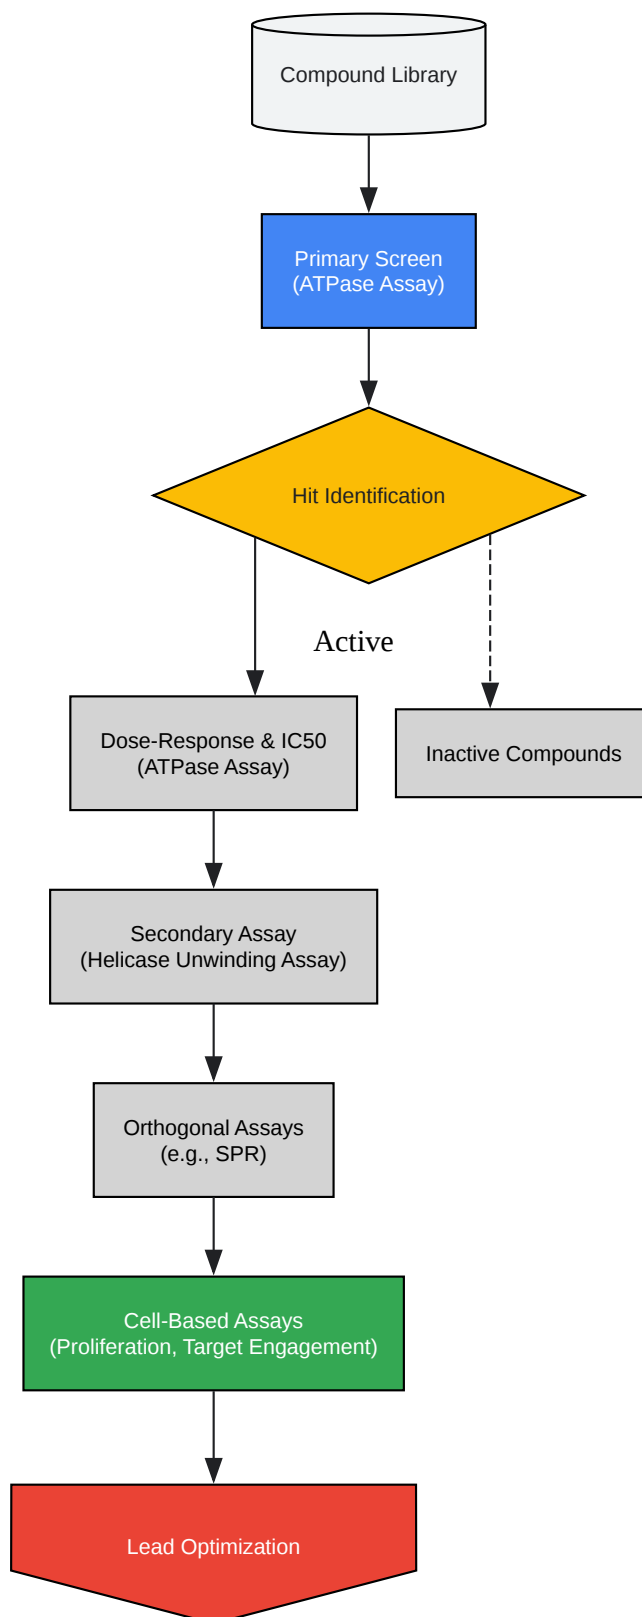 Compound Library
Primary Screen
(ATPase Assay)
Hit Identification
Active
Dose-Response & IC50
(ATPase Assay)
Inactive Compounds
Secondary Assay
(Helicase Unwinding Assay)
Orthogonal Assays
(e.g., SPR)
Cell-Based Assays
(Proliferation, Target Engagement)
Lead Optimization